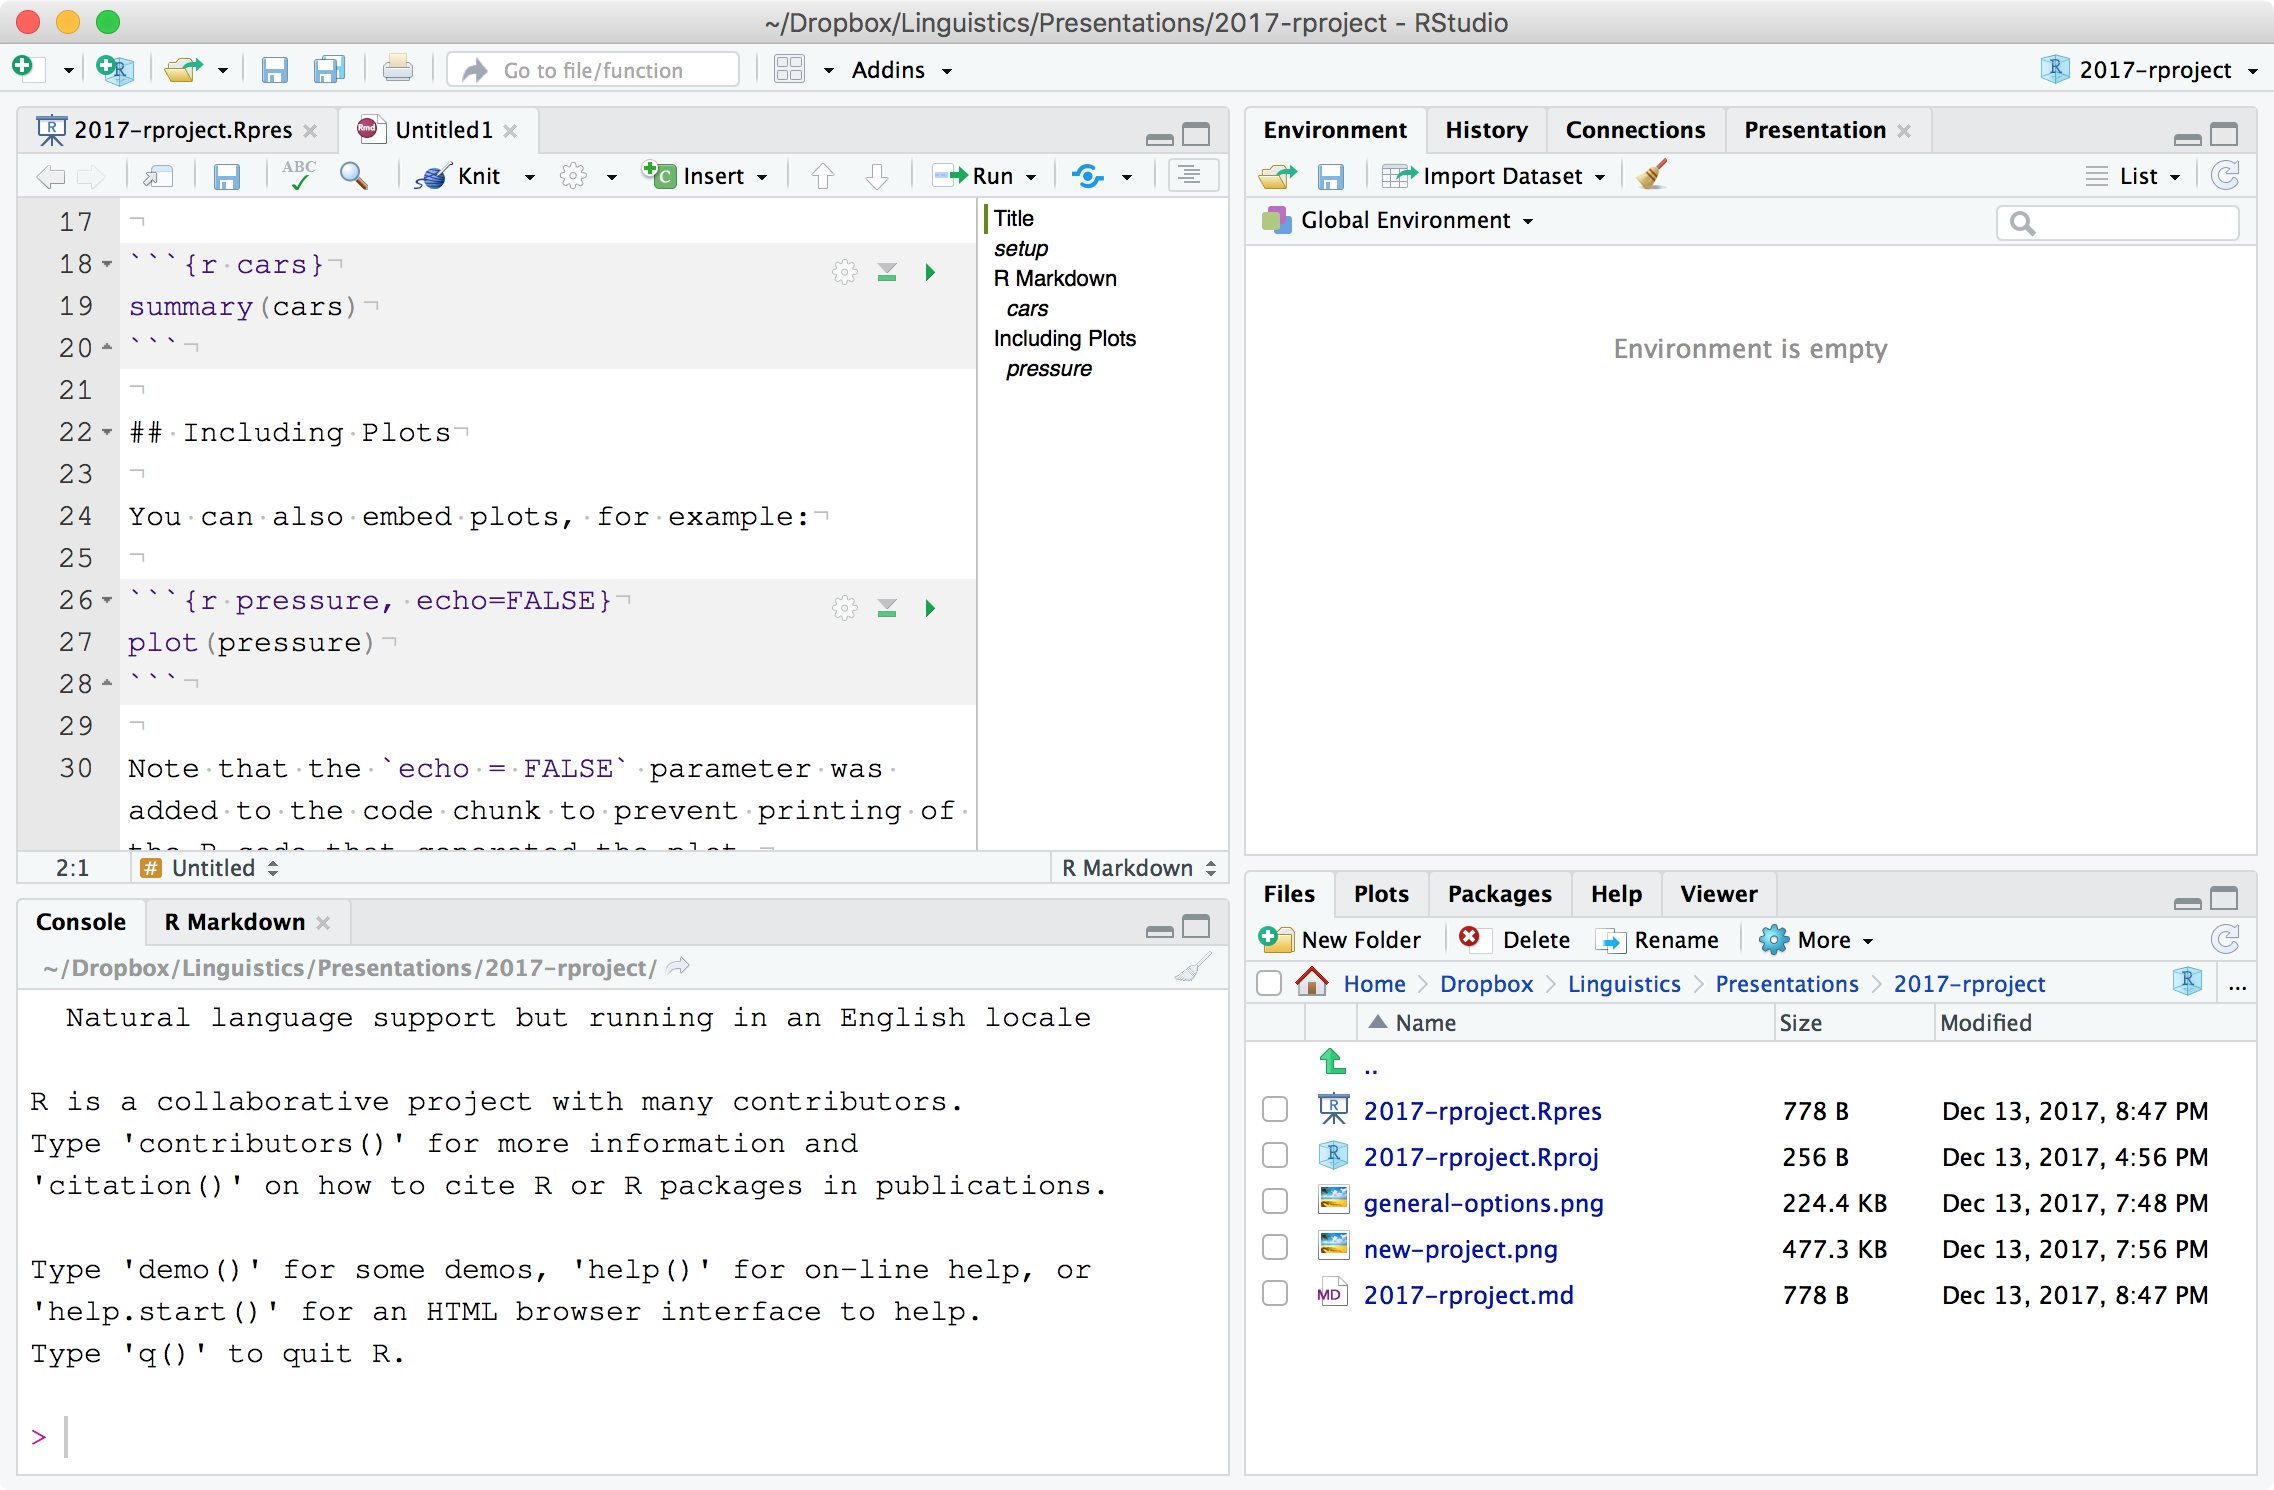 ~/Dropbox/Linguistics/Presentations/2017-rproject - RStudio
Go to file/function
Addins
2017-rproject
2017-rproject.Rpres
Untitled1
ABC
Knit
Insert
Run
17
18 ```{r cars}
19 summary(cars)
20 ```
21
22 ## Including Plots
23
24 You can also embed plots, for example:
25
26 ```{r pressure, echo=FALSE}
27 plot(pressure)
28 ```
29
30 Note that the `echo = FALSE` parameter was
added to the code chunk to prevent printing of
the R code that generated the plot.
Title
setup
R Markdown
cars
Including Plots
pressure
2:1
# Untitled
R Markdown
Console
R Markdown
~/Dropbox/Linguistics/Presentations/2017-rproject/
Natural language support but running in an English locale
R is a collaborative project with many contributors.
Type 'contributors()' for more information and
'citation()' on how to cite R or R packages in publications.
Type 'demo()' for some demos, 'help()' for on-line help, or
'help.start()' for an HTML browser interface to help.
Type 'q()' to quit R.
>
Environment
History
Connections
Presentation
Import Dataset
List
Global Environment
Environment is empty
Files
Plots
Packages
Help
Viewer
New Folder
Delete
Rename
More
Home > Dropbox > Linguistics > Presentations > 2017-rproject
R
...
Name Size Modified
..
2017-rproject.Rpres 778 B Dec 13, 2017, 8:47 PM
2017-rproject.Rproj 256 B Dec 13, 2017, 4:56 PM
general-options.png 224.4 KB Dec 13, 2017, 7:48 PM
new-project.png 477.3 KB Dec 13, 2017, 7:56 PM
MD 2017-rproject.md 778 B Dec 13, 2017, 8:47 PM